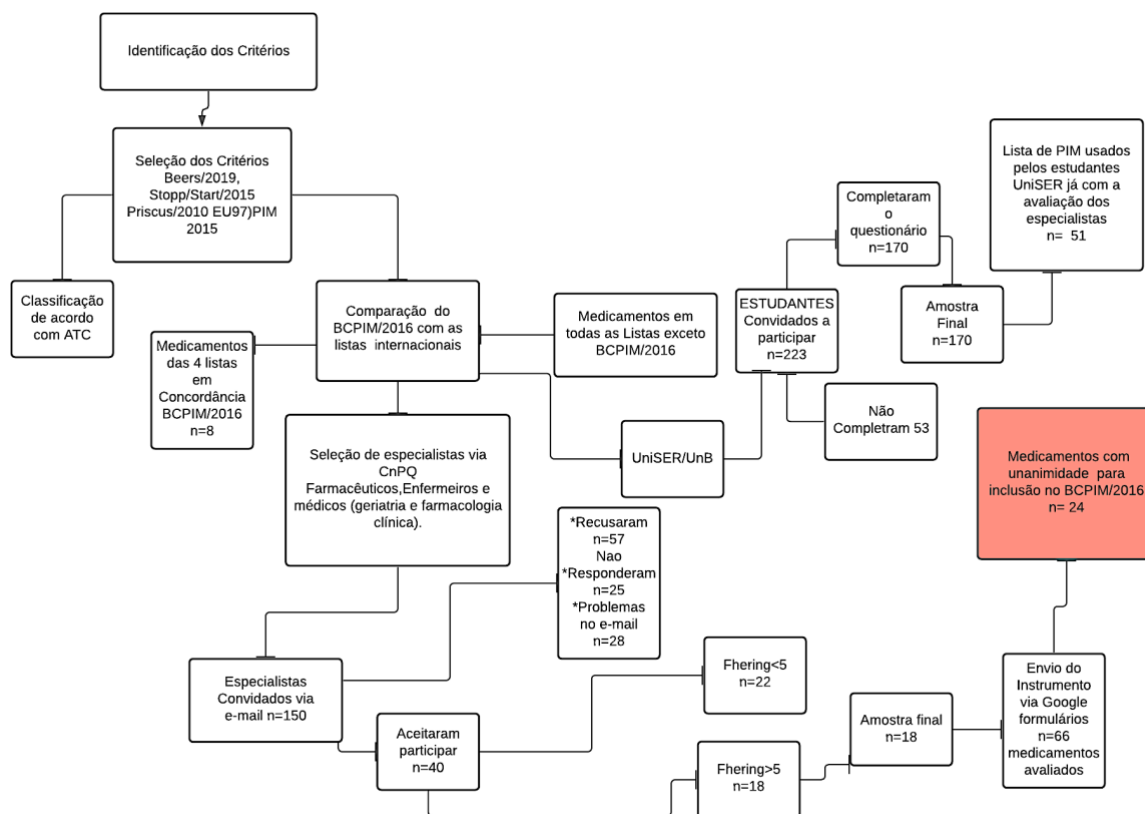 Identificação dos Critérios
Seleção dos Critérios
Beers/2019,
Stopp/Start/2015
Priscus/2010 EU97)PIM
2015
Classificação
de acordo
com ATC
Comparação do
BCPIM/2016 com as
listas internacionais
Medicamentos
das 4 listas
em
Concordância
BCPIM/2016
n=8
Medicamentos em
todas as Listas exceto
BCPIM/2016
Seleção de especialistas via
CnPQ
Farmacêuticos,Enfermeiros e
médicos (geriatria e farmacologia
clínica).
UniSER/UnB
ESTUDANTES
Convidados a
participar
n=223
Completaram
o
questionário
n=170
Não
Completram 53
Amostra
Final
n=170
Lista de PIM usados
pelos estudantes
UniSER já com a
avaliação dos
especialistas
n= 51
*Recusaram
n=57
Nao
*Responderam
n=25
*Problemas
no e-mail
n=28
Especialistas
Convidados via
e-mail n=150
Aceitaram
participar
n=40
Fhering<5
n=22
Fhering>5
n=18
Amostra final
n=18
Envio do
Instrumento
via Google
formulários
n=66
medicamentos
avaliados
Medicamentos com
unanimidade para
inclusão no BCPIM/2016
n= 24